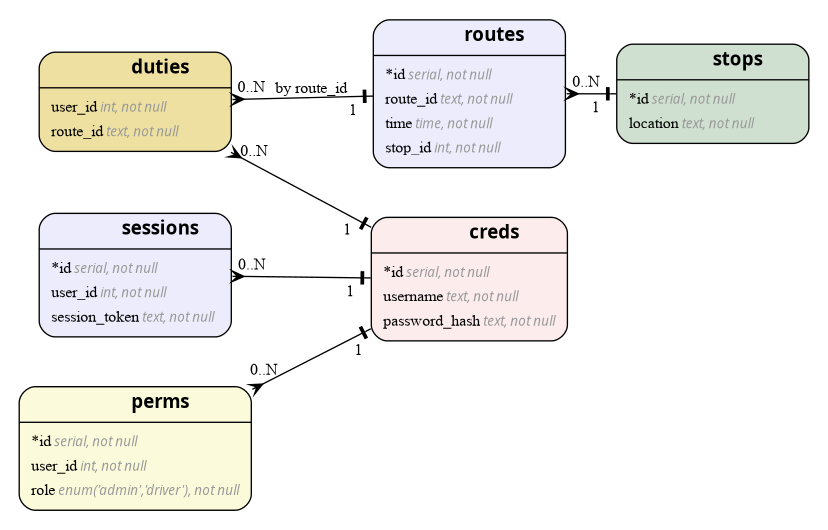 duties
user_id int, not null
route_id text, not null
0..N by route_id
1
routes
*id serial, not null
route_id text, not null
time time, not null
stop_id int, not null
0..N
1
stops
*id serial, not null
location text, not null
0..N
1
sessions
*id serial, not null
user_id int, not null
session_token text, not null
0..N
1
creds
*id serial, not null
username text, not null
password_hash text, not null
0..N
1
perms
*id serial, not null
user_id int, not null
role enum('admin','driver'), not null